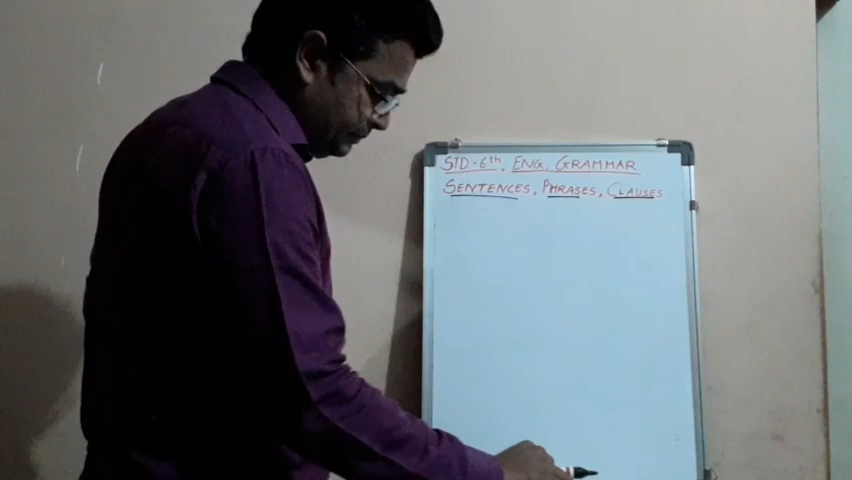 STD.-6th. ENG. GRAMMAR
SENTENCES, PHRASES, CLAUSES